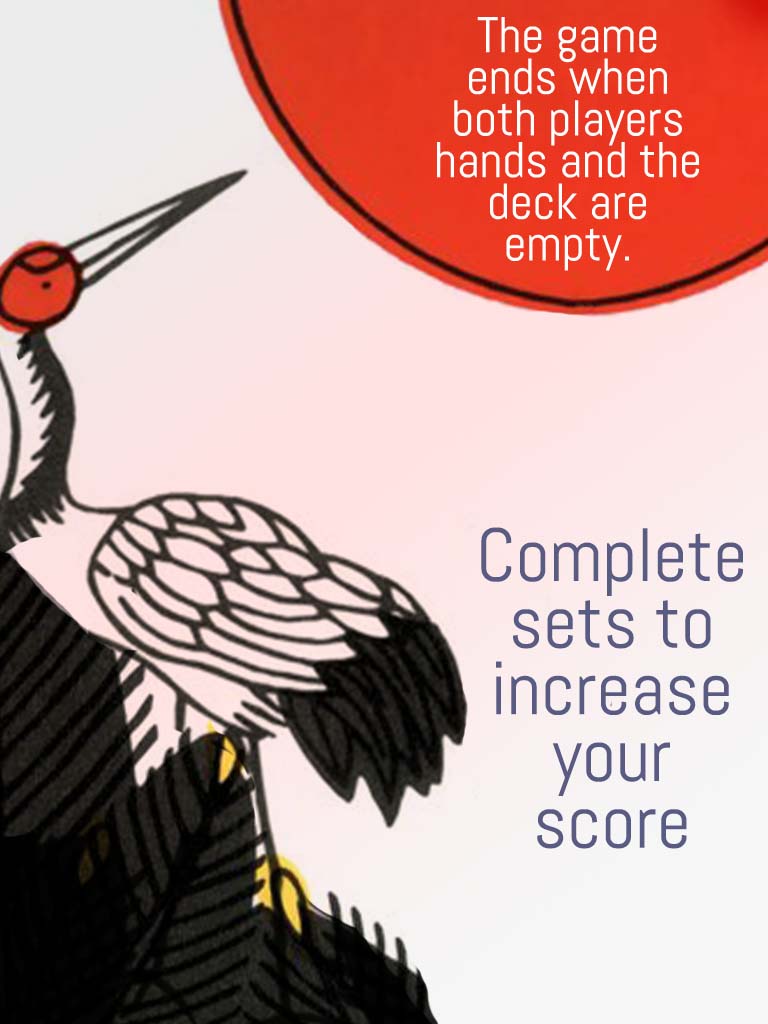 The game
ends when
both players
hands and the
deck are
empty.
Complete
sets to
increase
your
score